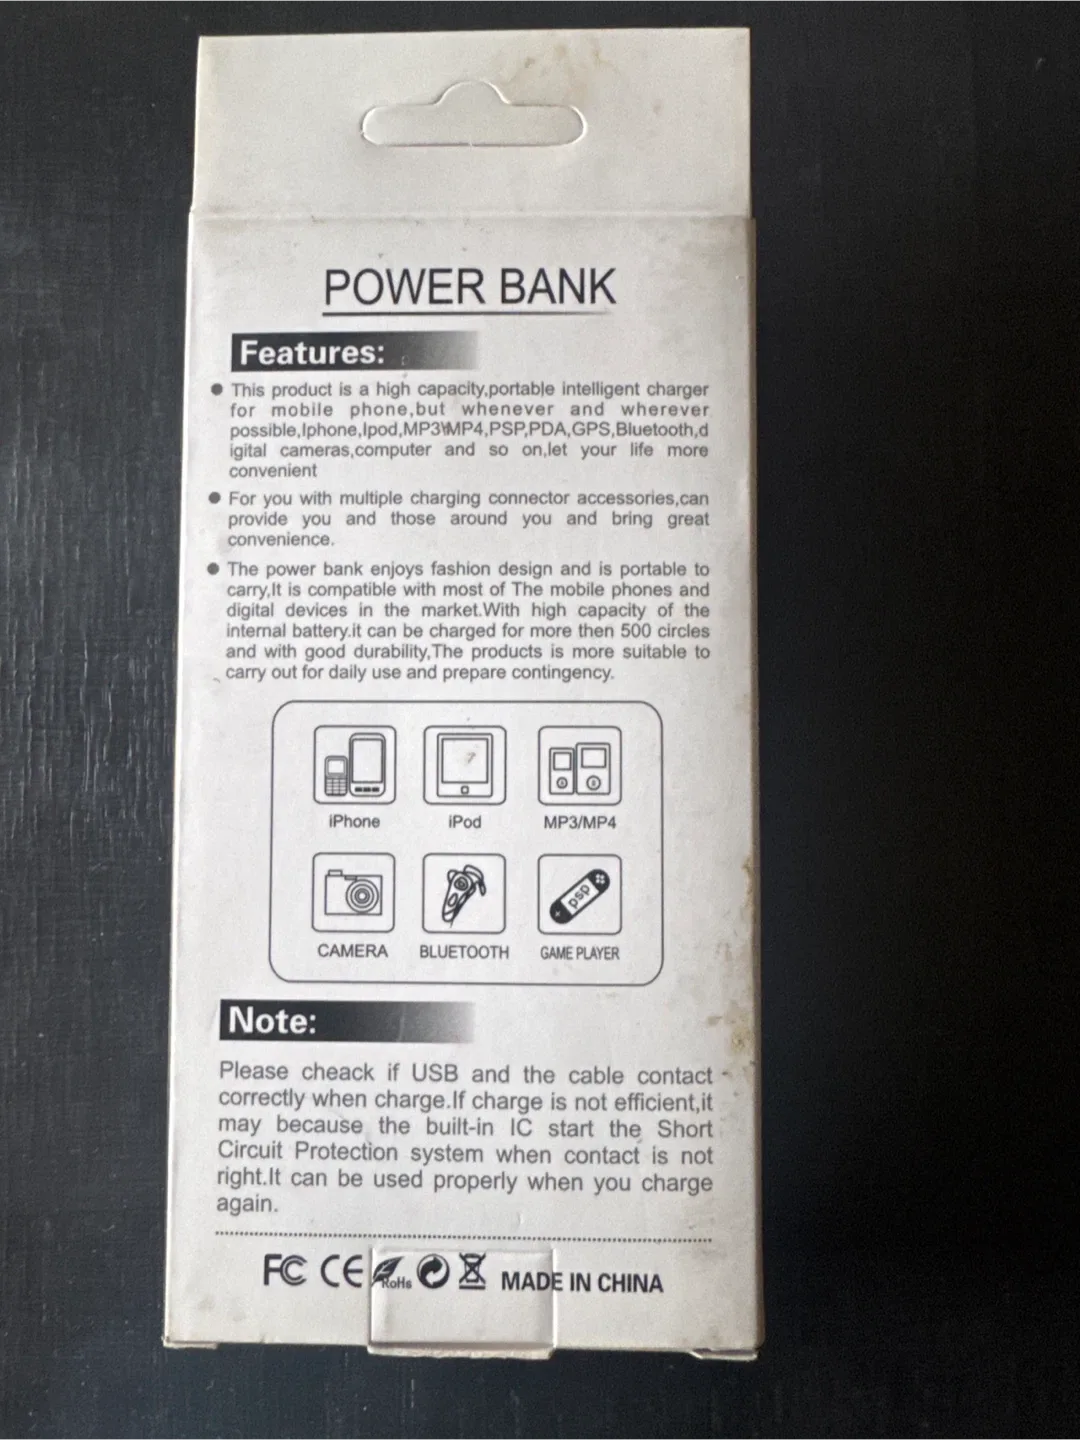 POWER BANK
Features:
● This product is a high capacity,portable intelligent charger
for mobile phone,but whenever and wherever
possible,Iphone,Ipod,MP3\MP4,PSP,PDA,GPS,Bluetooth,d
igital cameras,computer and so on,let your life more
convenient
● For you with multiple charging connector accessories,can
provide you and those around you and bring great
convenience.
● The power bank enjoys fashion design and is portable to
carry,It is compatible with most of The mobile phones and
digital devices in the market.With high capacity of the
internal battery.it can be charged for more then 500 circles
and with good durability,The products is more suitable to
carry out for daily use and prepare contingency.
iPhone iPod MP3/MP4
psp
CAMERA BLUETOOTH GAME PLAYER
Note:
Please cheack if USB and the cable contact
correctly when charge.If charge is not efficient,it
may because the built-in IC start the Short
Circuit Protection system when contact is not
right.It can be used properly when you charge
again.
FC CE RoHs MADE IN CHINA